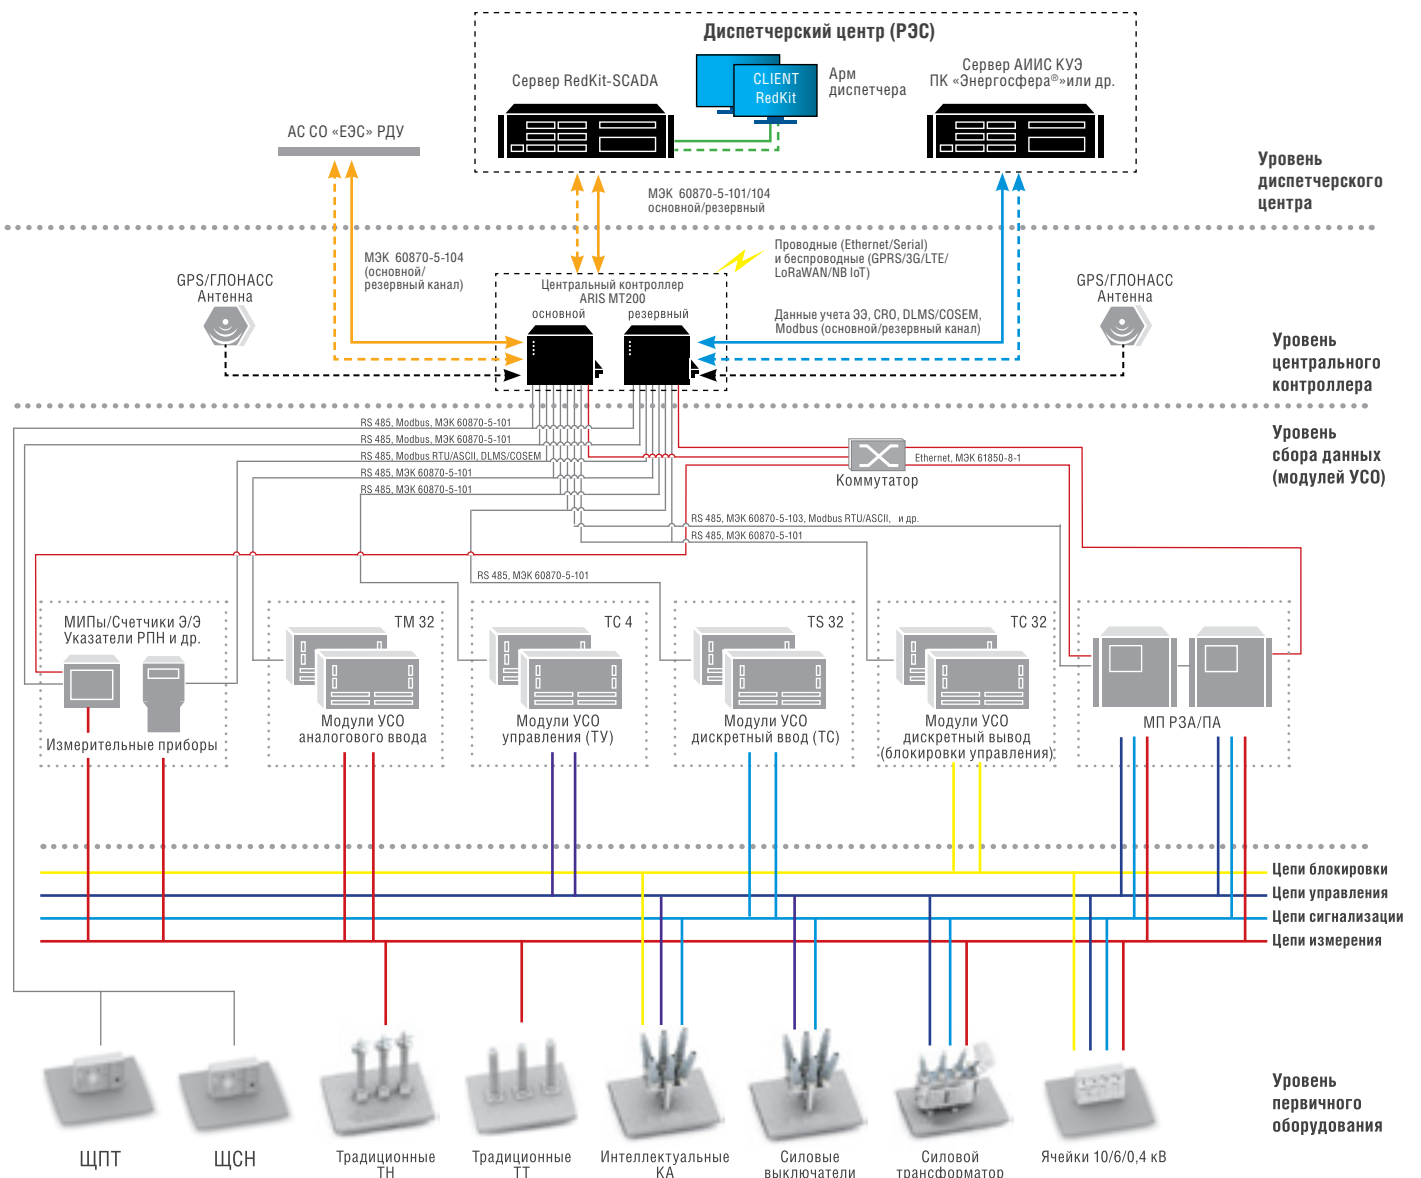 Диспетчерский центр (РЭС)
Сервер RedKit-SCADA
CLIENT
RedKit
Арм
диспетчера
Сервер АИИС КУЭ
ПК «Энергосфера®»или др.
АС СО «ЕЭС» РДУ
Уровень
диспетчерского
центра
МЭК 60870-5-101/104
основной/резервный
МЭК 60870-5-104
(основной/
резервный канал)
Проводные (Ethernet/Serial)
и беспроводные (GPRS/3G/LTE/
LoRaWAN/NB IoT)
GPS/ГЛОНАСС
Антенна
Центральный контроллер
ARIS MT200
основной
резервный
Данные учета ЭЭ, CRO, DLMS/COSEM,
Modbus (основной/резервный канал)
GPS/ГЛОНАСС
Антенна
Уровень
центрального
контроллера
RS 485, Modbus, МЭК 60870-5-101
RS 485, Modbus, МЭК 60870-5-101
RS 485, Modbus RTU/ASCII, DLMS/COSEM
RS 485, МЭК 60870-5-101
RS 485, МЭК 60870-5-101
Коммутатор
Ethernet, МЭК 61850-8-1
Уровень
сбора данных
(модулей УСО)
RS 485, МЭК 60870-5-103, Modbus RTU/ASCII, и др.
RS 485, МЭК 60870-5-101
RS 485, МЭК 60870-5-101
МИПы/Счетчики Э/Э
Указатели РПН и др.
Измерительные приборы
TM 32
Модули УСО
аналогового ввода
TC 4
Модули УСО
управления (ТУ)
TS 32
Модули УСО
дискретный ввод (ТС)
TC 32
Модули УСО
дискретный вывод
(блокировки управления)
МП РЗА/ПА
Цепи блокировки
Цепи управления
Цепи сигнализации
Цепи измерения
ЩПТ
ЩСН
Традиционные
ТН
Традиционные
ТТ
Интеллектуальные
КА
Силовые
выключатели
Силовой
трансформатор
Ячейки 10/6/0,4 кВ
Уровень
первичного
оборудования